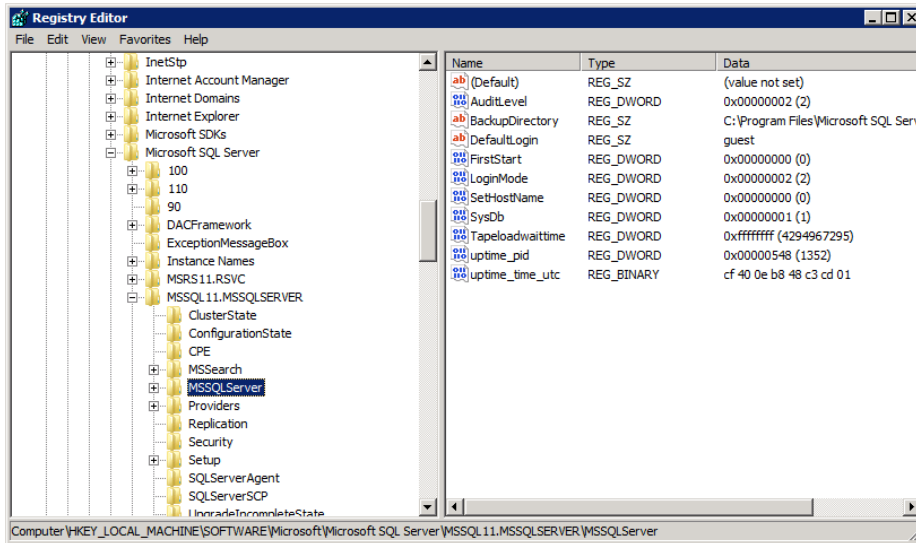 Registry Editor
File Edit View Favorites Help
InetStp
Internet Account Manager
Internet Domains
Internet Explorer
Microsoft SDKs
Microsoft SQL Server
100
110
90
DACFramework
ExceptionMessageBox
Instance Names
MSRS11.RSVC
MSSQL11.MSSQLSERVER
ClusterState
ConfigurationState
CPE
MSSearch
MSSQLServer
Providers
Replication
Security
Setup
SQLServerAgent
SQLServerSCP
UpgradeIncompleteState
Name Type Data
(Default) REG_SZ (value not set)
AuditLevel REG_DWORD 0x00000002 (2)
BackupDirectory REG_SZ C:\Program Files\Microsoft SQL Serv
DefaultLogin REG_SZ guest
FirstStart REG_DWORD 0x00000000 (0)
LoginMode REG_DWORD 0x00000002 (2)
SetHostName REG_DWORD 0x00000000 (0)
SysDb REG_DWORD 0x00000001 (1)
Tapeloadwaittime REG_DWORD 0xffffffff (4294967295)
uptime_pid REG_DWORD 0x00000548 (1352)
uptime_time_utc REG_BINARY cf 40 0e b8 48 c3 cd 01
Computer\HKEY_LOCAL_MACHINE\SOFTWARE\Microsoft\Microsoft SQL Server\MSSQL11.MSSQLSERVER\MSSQLServer